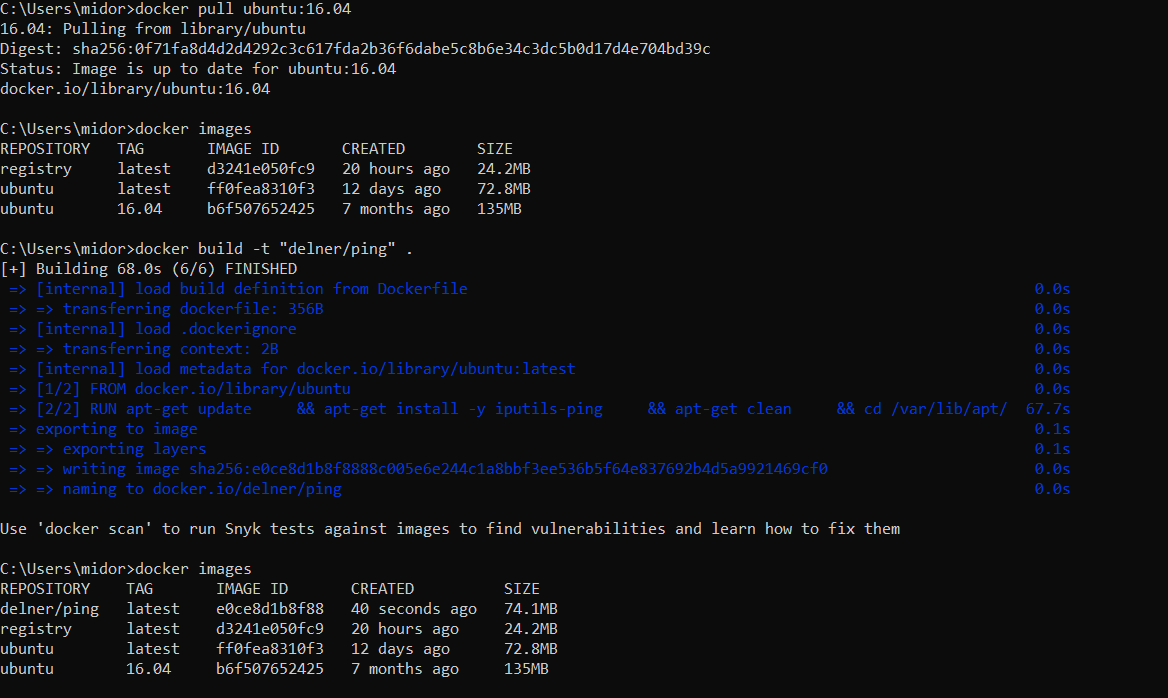 C:\Users\midor>docker pull ubuntu:16.04
16.04: Pulling from library/ubuntu
Digest: sha256:0f71fa8d4d2d4292c3c617fda2b36f6dabe5c8b6e34c3dc5b0d17d4e704bd39c
Status: Image is up to date for ubuntu:16.04
docker.io/library/ubuntu:16.04
C:\Users\midor>docker images
REPOSITORY TAG IMAGE ID CREATED SIZE
registry latest d3241e050fc9 20 hours ago 24.2MB
ubuntu latest ff0fea8310f3 12 days ago 72.8MB
ubuntu 16.04 b6f507652425 7 months ago 135MB
C:\Users\midor>docker build -t "delner/ping" .
[+] Building 68.0s (6/6) FINISHED
=> [internal] load build definition from Dockerfile 0.0s
=> => transferring dockerfile: 356B 0.0s
=> [internal] load .dockerignore 0.0s
=> => transferring context: 2B 0.0s
=> [internal] load metadata for docker.io/library/ubuntu:latest 0.0s
=> [1/2] FROM docker.io/library/ubuntu 0.0s
=> [2/2] RUN apt-get update && apt-get install -y iputils-ping && apt-get clean && cd /var/lib/apt/ 67.7s
=> exporting to image 0.1s
=> => exporting layers 0.1s
=> => writing image sha256:e0ce8d1b8f8888c005e6e244c1a8bbf3ee536b5f64e837692b4d5a9921469cf0 0.0s
=> => naming to docker.io/delner/ping 0.0s
Use 'docker scan' to run Snyk tests against images to find vulnerabilities and learn how to fix them
C:\Users\midor>docker images
REPOSITORY TAG IMAGE ID CREATED SIZE
delner/ping latest e0ce8d1b8f88 40 seconds ago 74.1MB
registry latest d3241e050fc9 20 hours ago 24.2MB
ubuntu latest ff0fea8310f3 12 days ago 72.8MB
ubuntu 16.04 b6f507652425 7 months ago 135MB